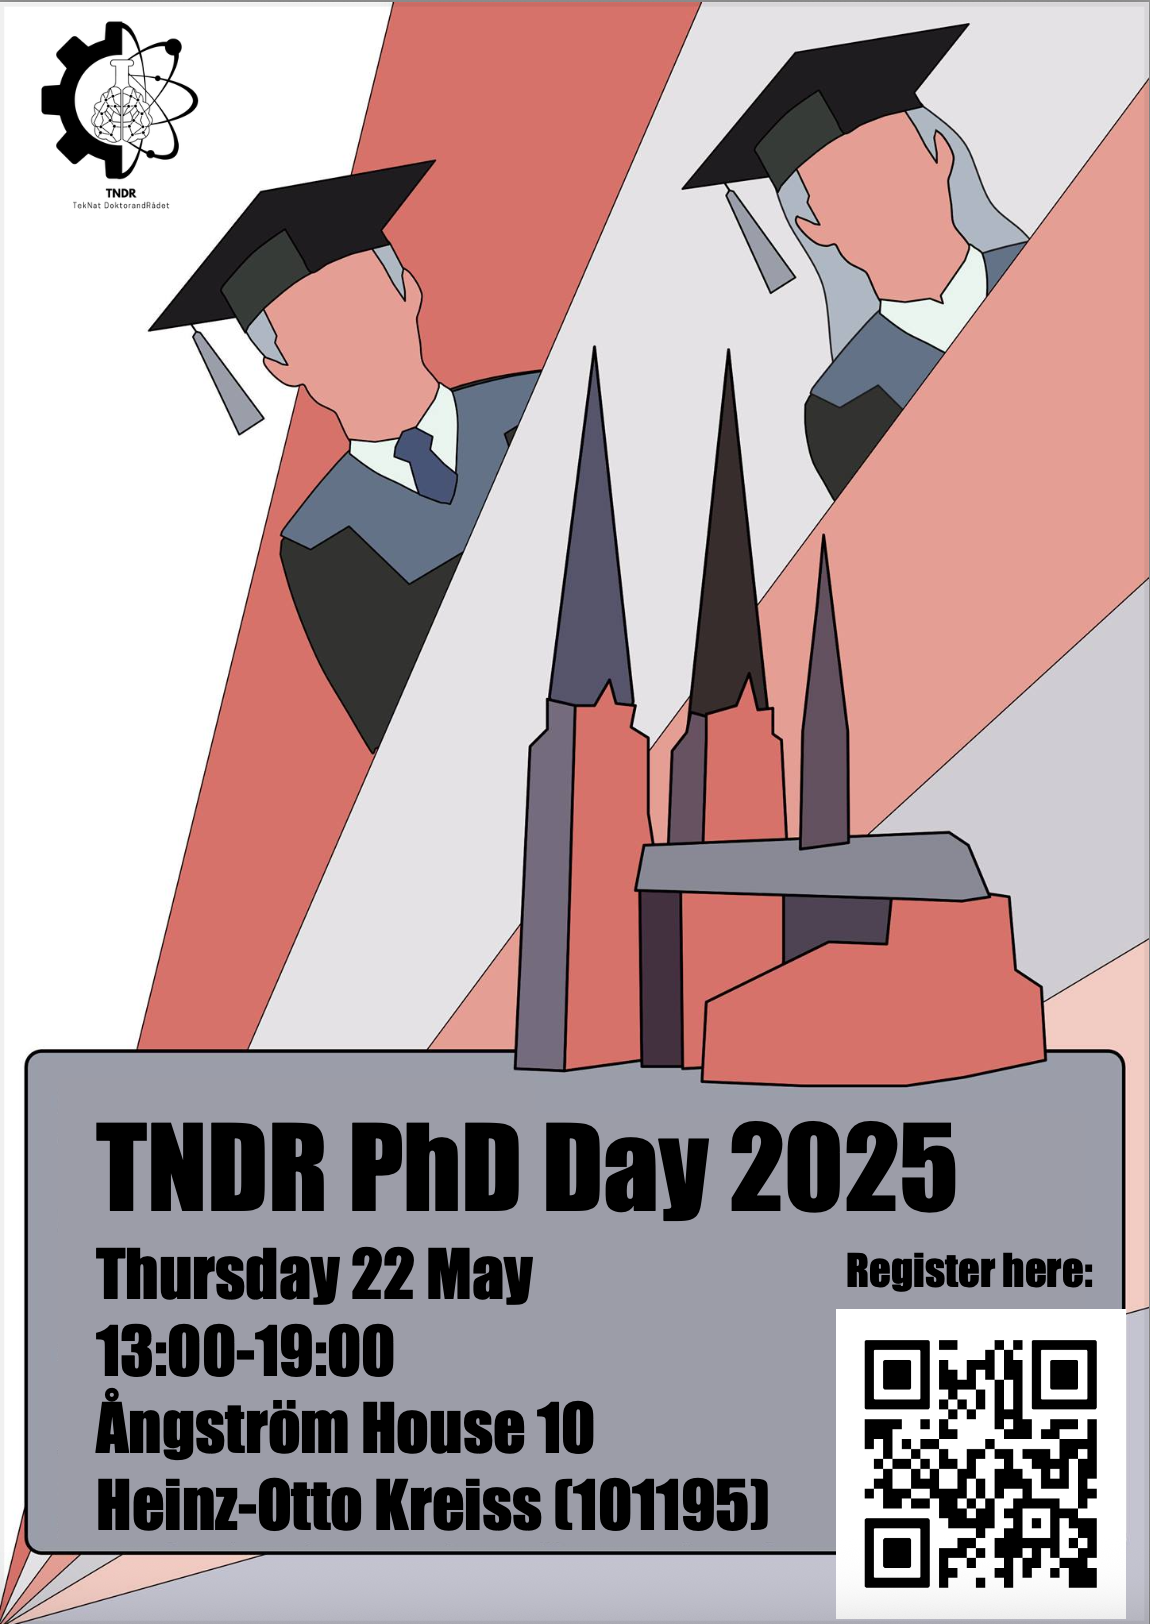 TNDR
TekNat DoktorandRådet
TNDR PhD Day 2025
Thursday 22 May
13:00-19:00
Ångström House 10
Heinz-Otto Kreiss (101195)
Register here: